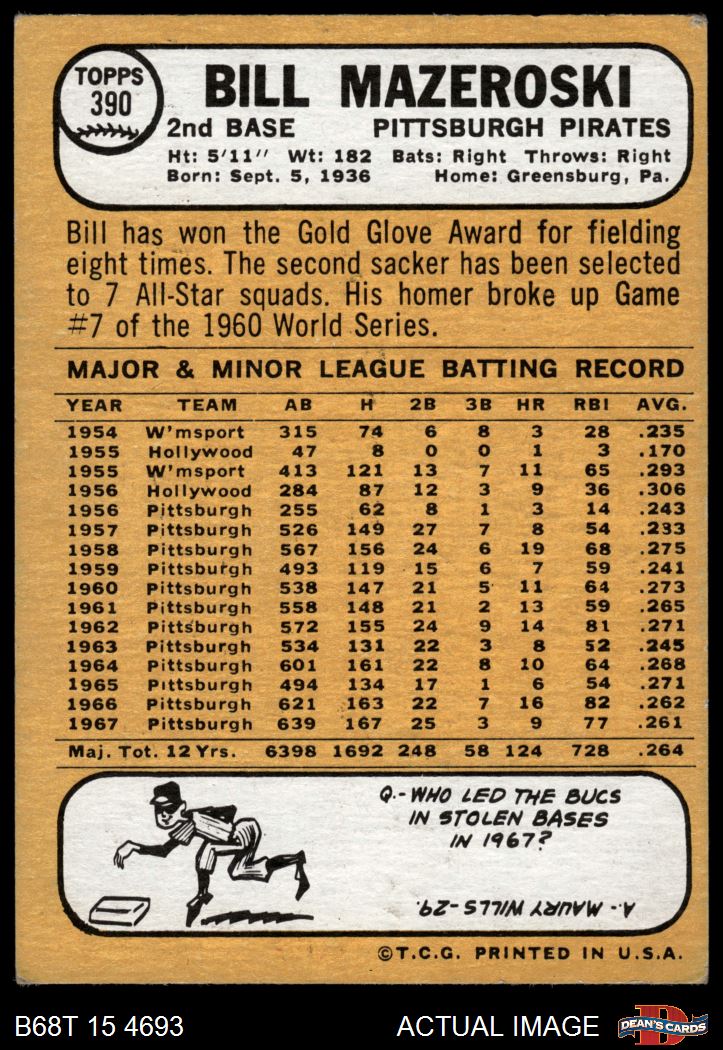 TOPPS
390
BILL MAZEROSKI
2nd BASE PITTSBURGH PIRATES
Ht: 5'11" Wt: 182 Bats: Right Throws: Right
Born: Sept. 5, 1936 Home: Greensburg, Pa.
Bill has won the Gold Glove Award for fielding
eight times. The second sacker has been selected
to 7 All-Star squads. His homer broke up Game
#7 of the 1960 World Series.
MAJOR & MINOR LEAGUE BATTING RECORD
YEAR TEAM AB H 2B 3B HR RBI AVG.
1954 W'msport 315 74 6 8 3 28 .235
1955 Hollywood 47 8 0 0 1 3 .170
1955 W'msport 413 121 13 7 11 65 .293
1956 Hollywood 284 87 12 3 9 36 .306
1956 Pittsburgh 255 62 8 1 3 14 .243
1957 Pittsburgh 526 149 27 7 8 54 .233
1958 Pittsburgh 567 156 24 6 19 68 .275
1959 Pittsburgh 493 119 15 6 7 59 .241
1960 Pittsburgh 538 147 21 5 11 64 .273
1961 Pittsburgh 558 148 21 2 13 59 .265
1962 Pittsburgh 572 155 24 9 14 81 .271
1963 Pittsburgh 534 131 22 3 8 52 .245
1964 Pittsburgh 601 161 22 8 10 64 .268
1965 Pittsburgh 494 134 17 1 6 54 .271
1966 Pittsburgh 621 163 22 7 16 82 .262
1967 Pittsburgh 639 167 25 3 9 77 .261
Maj. Tot. 12 Yrs. 6398 1692 248 58 124 728 .264
Q.-WHO LED THE BUCS
IN STOLEN BASES
IN 1967?
A.- MAURY WILLS-29.
©T.C.G. PRINTED IN U.S.A.
B68T 15 4693 ACTUAL IMAGE D DEAN'S CARDS